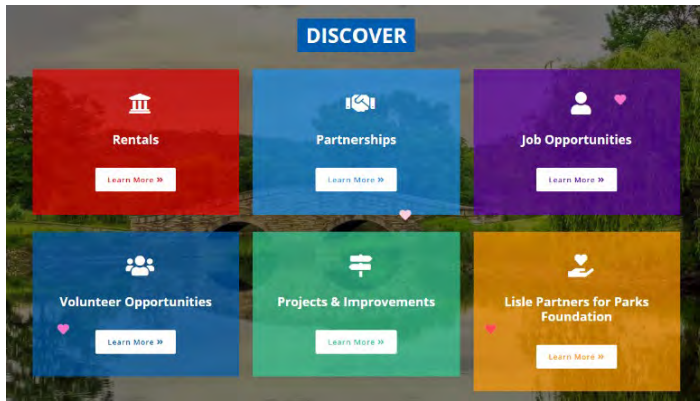 DISCOVER
Rentals
Learn More »
Partnerships
Learn More »
Job Opportunities
Learn More »
Volunteer Opportunities
Learn More »
Projects & Improvements
Learn More »
Lisle Partners for Parks
Foundation
Learn More »